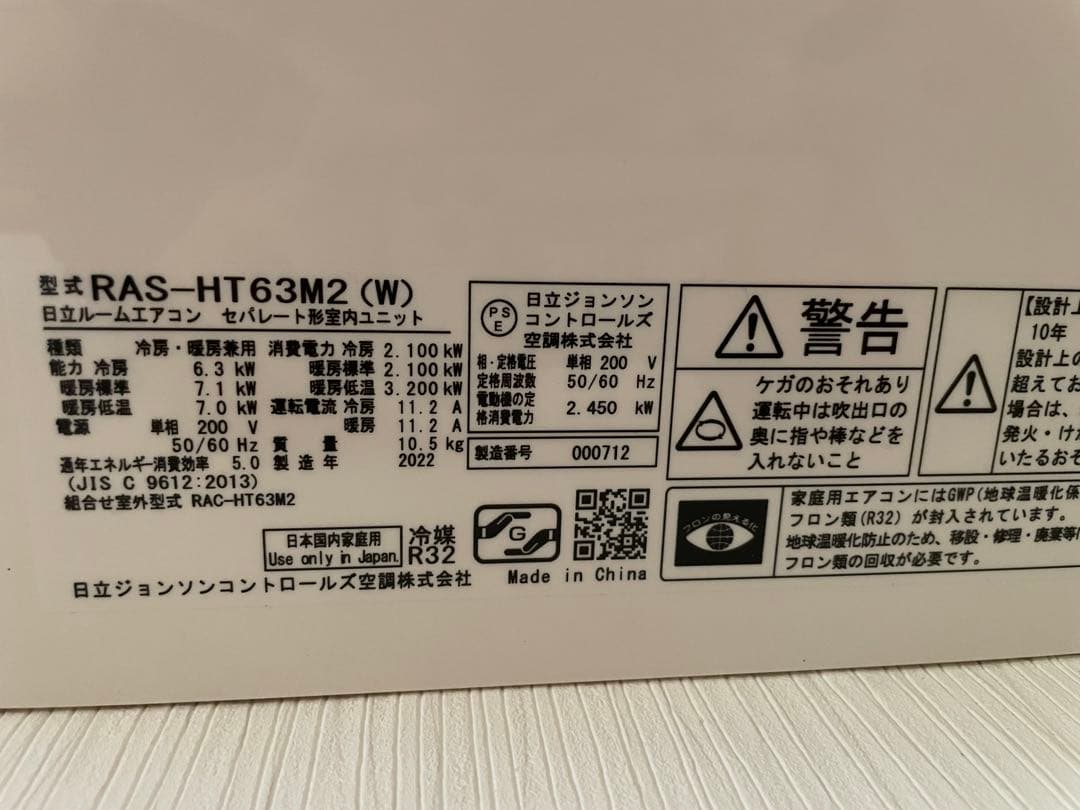 型式 RAS-HT63M2(W)
日立ルームエアコン セパレート形室内ユニット
種類 冷房・暖房兼用
能力 冷房 6.3 kW
暖房標準 7.1 kW
暖房低温 7.0 kW
電源 単相 200 V
50/60 Hz
通年エネルギー消費効率 5.0
(JIS C 9612:2013)
組合せ室外型式 RAC-HT63M2
消費電力 冷房 2.100 kW
暖房標準 2.100 kW
暖房低温 3.200 kW
運転電流 冷房 11.2 A
暖房 11.2 A
質量 10.5 kg
製造年 2022
PS
E
日立ジョンソン
コントロールズ
空調株式会社
相・定格電圧 単相 200 V
定格周波数 50/60 Hz
電動機の定
格消費電力 2.450 kW
製造番号 000712
日本国内家庭用
Use only in Japan.
冷媒
R32
G
Made in China
日立ジョンソンコントロールズ空調株式会社
警告
ケガのおそれあり
運転中は吹出口の
奥に指や棒などを
入れないこと
【設計上
10年
設計上の
超えてお
場合は、
発火・けが
いたるおそ
フロンの見える化
家庭用エアコンにはGWP(地球温暖化係
フロン類(R32) が封入されています。
地球温暖化防止のため、移設・修理・廃棄等に
フロン類の回収が必要です。